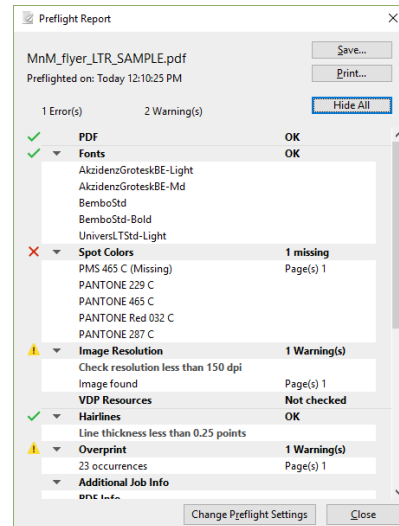 Preflight Report
MnM_flyer_LTR_SAMPLE.pdf
Save...
Preflighted on: Today 12:10:25 PM
Print...
1 Error(s) 2 Warning(s)
Hide All
PDF OK
Fonts OK
AkzidenzGroteskBE-Light
AkzidenzGroteskBE-Md
BemboStd
BemboStd-Bold
UniversLTStd-Light
Spot Colors 1 missing
PMS 465 C (Missing) Page(s) 1
PANTONE 229 C
PANTONE 465 C
PANTONE Red 032 C
PANTONE 287 C
Image Resolution 1 Warning(s)
Check resolution less than 150 dpi
Image found Page(s) 1
VDP Resources Not checked
Hairlines OK
Line thickness less than 0.25 points
Overprint 1 Warning(s)
23 occurrences Page(s) 1
Additional Job Info
PDF Info
Change Preflight Settings Close